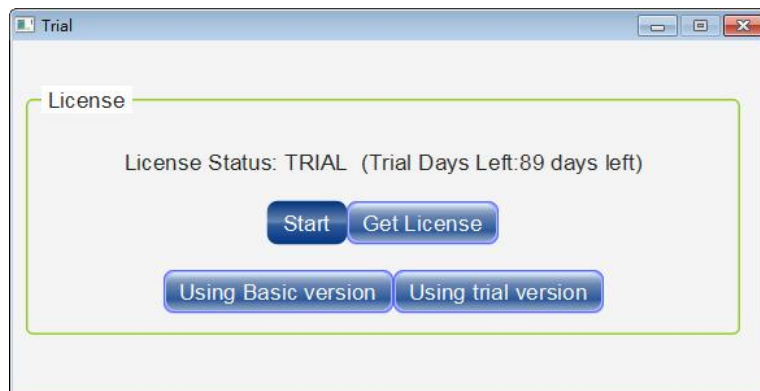 Trial
License
License Status: TRIAL (Trial Days Left:89 days left)
Start Get License
Using Basic version Using trial version